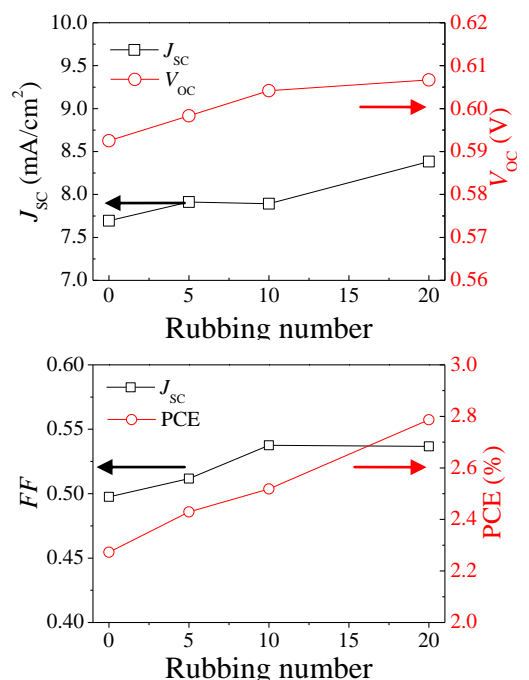 10.0
9.5
9.0
8.5
8.0
7.5
7.0
J_SC (mA/cm²)
J_SC
V_OC
0.62
0.61
0.60
0.59
0.58
0.57
0.56
V_OC (V)
0 5 10 15 20
Rubbing number
0.60
0.55
0.50
0.45
0.40
FF
J_SC
PCE
3.0
2.8
2.6
2.4
2.2
2.0
PCE (%)
0 5 10 15 20
Rubbing number